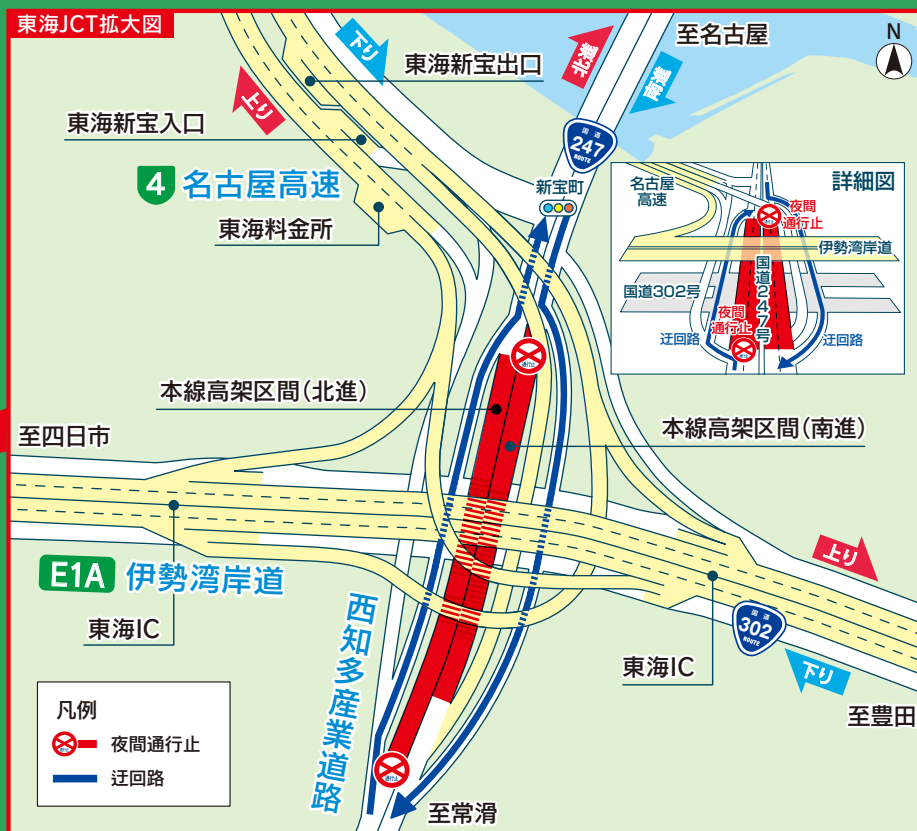 東海JCT拡大図
下り
東海新宝出口
北進
至名古屋
南進
N
上り
東海新宝入口
国道
247
ROUTE
4 名古屋高速
新宝町
東海料金所
名古屋
高速
詳細図
夜間
通行止
伊勢湾岸道
国道302号
国道247号
夜間
通行止
迂回路
迂回路
通行止
本線高架区間(北進)
本線高架区間(南進)
至四日市
E1A 伊勢湾岸道
上り
東海IC
西知多産業道路
国道
302
ROUTE
東海IC
下り
至豊田
凡例
夜間通行止
迂回路
通行止
至常滑